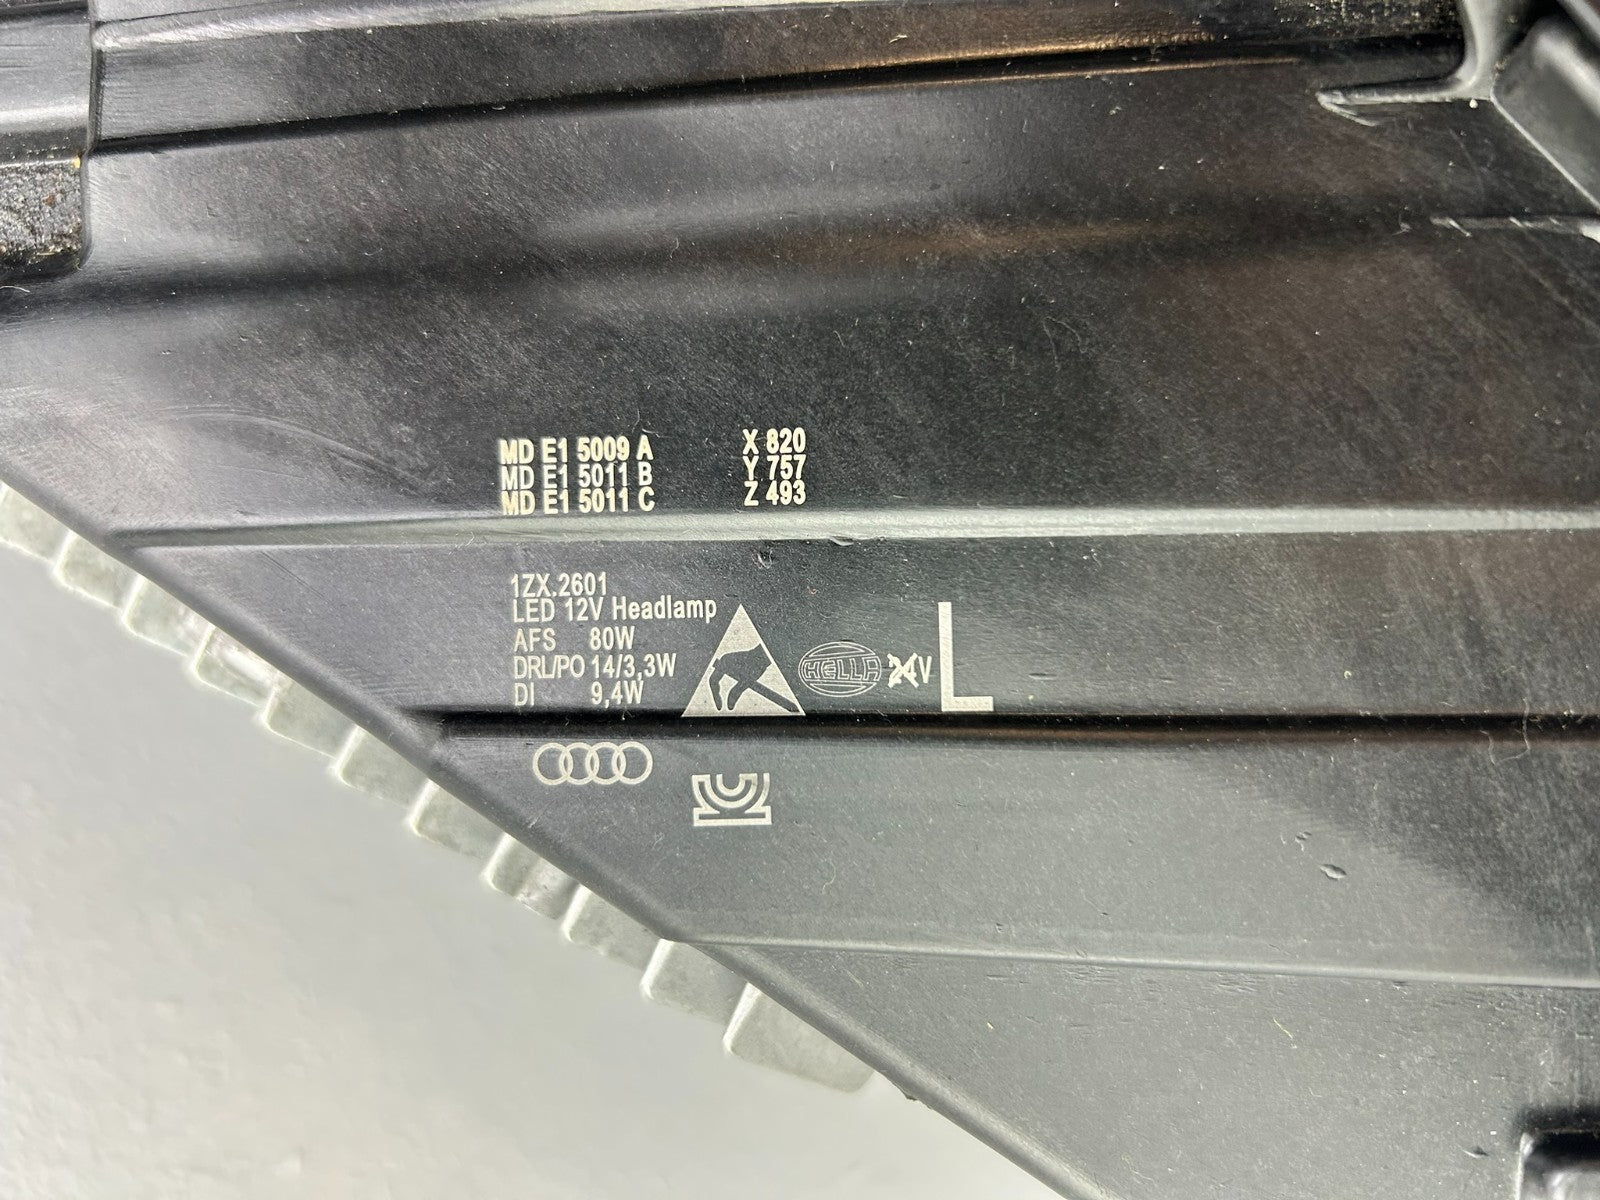 MD E1 5009 A X 820
MD E1 5011 B Y 757
MD E1 5011 C Z 493
1ZX.2601
LED 12V Headlamp
AFS 80W
DRL/PO 14/3,3W
DI 9,4W
HELLA 24V L